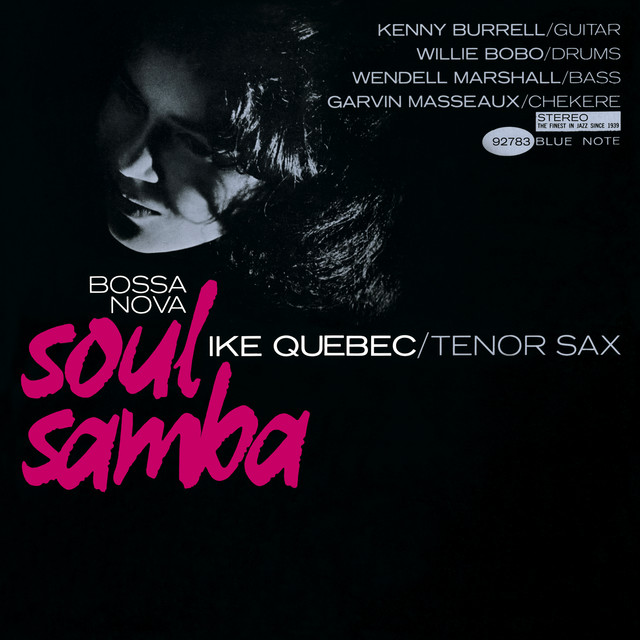 KENNY BURRELL/GUITAR
WILLIE BOBO/DRUMS
WENDELL MARSHALL/BASS
GARVIN MASSEAUX/CHEKERE
STEREO
THE FINEST IN JAZZ SINCE 1939
92783 BLUE NOTE
BOSSA
NOVA
soul
IKE QUEBEC/TENOR SAX
samba